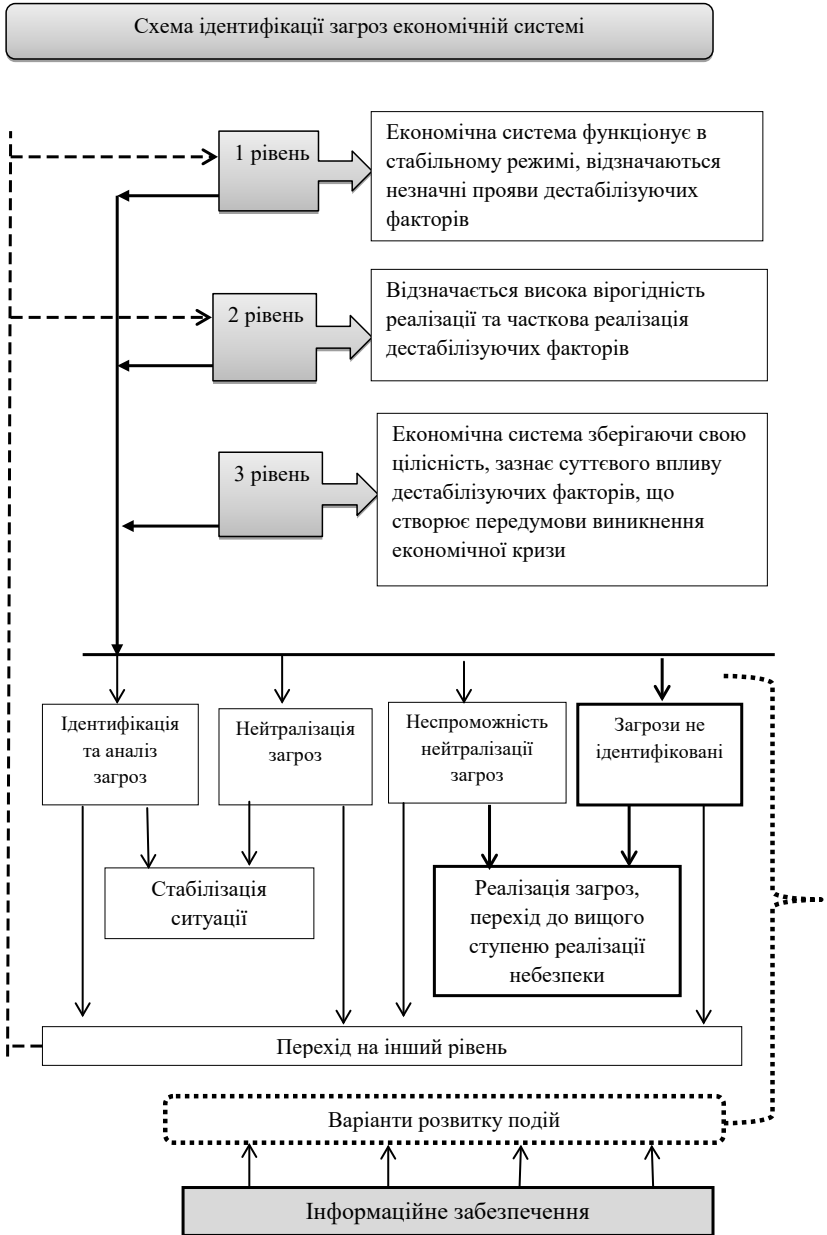 Схема ідентифікації загроз економічній системі
1 рівень
Економічна система функціонує в
стабільному режимі, відзначаються
незначні прояви дестабілізуючих
факторів
2 рівень
Відзначається висока вірогідність
реалізації та часткова реалізація
дестабілізуючих факторів
3 рівень
Економічна система зберігаючи свою
цілісність, зазнає суттєвого впливу
дестабілізуючих факторів, що
створює передумови виникнення
економічної кризи
Ідентифікація
та аналіз
загроз
Нейтралізація
загроз
Неспроможність
нейтралізації
загроз
Загрози не
ідентифіковані
Стабілізація
ситуації
Реалізація загроз,
перехід до вищого
ступеню реалізації
небезпеки
Перехід на інший рівень
Варіанти розвитку подій
Інформаційне забезпечення